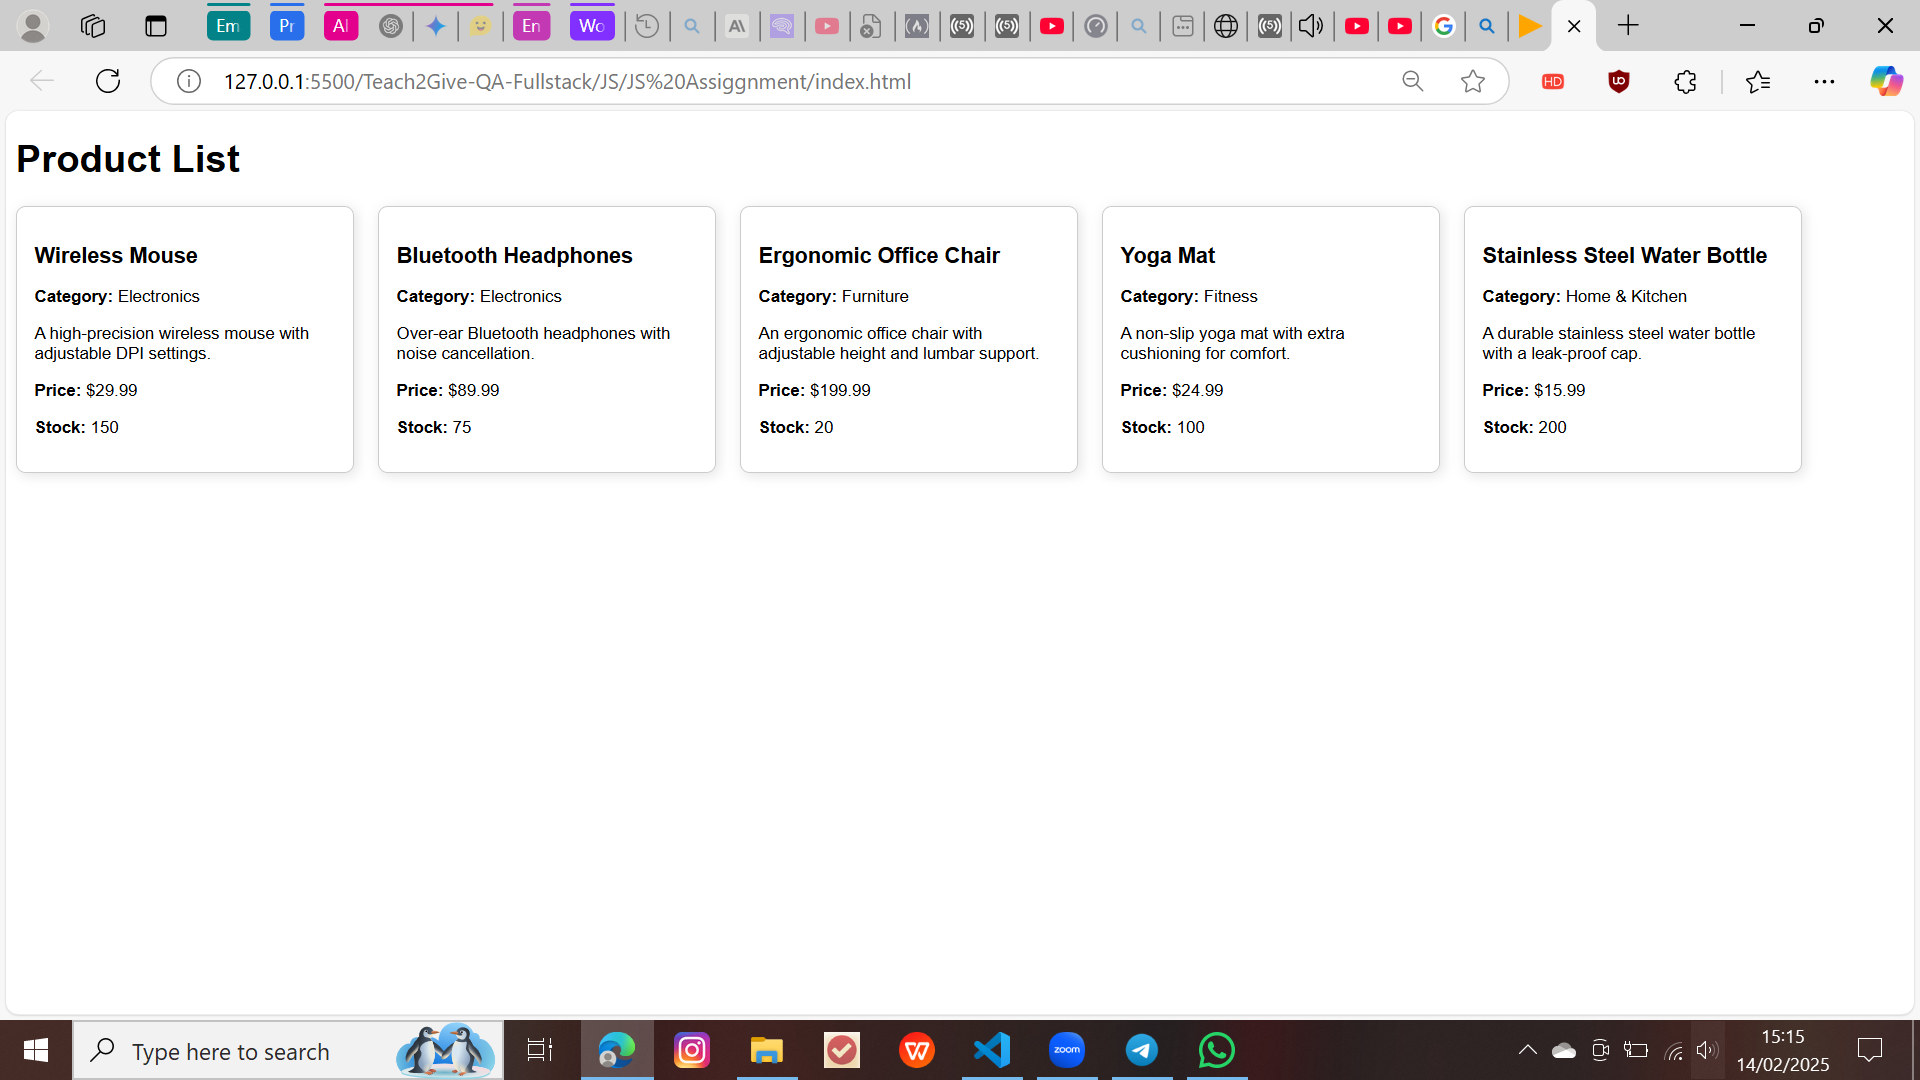 Em
Pr
AI
En
Wo
127.0.0.1:5500/Teach2Give-QA-Fullstack/JS/JS%20Assiggnment/index.html
HD
Product List
Wireless Mouse
Category: Electronics
A high-precision wireless mouse with
adjustable DPI settings.
Price: $29.99
Stock: 150
Bluetooth Headphones
Category: Electronics
Over-ear Bluetooth headphones with
noise cancellation.
Price: $89.99
Stock: 75
Ergonomic Office Chair
Category: Furniture
An ergonomic office chair with
adjustable height and lumbar support.
Price: $199.99
Stock: 20
Yoga Mat
Category: Fitness
A non-slip yoga mat with extra
cushioning for comfort.
Price: $24.99
Stock: 100
Stainless Steel Water Bottle
Category: Home & Kitchen
A durable stainless steel water bottle
with a leak-proof cap.
Price: $15.99
Stock: 200
Type here to search
zoom
15:15
14/02/2025